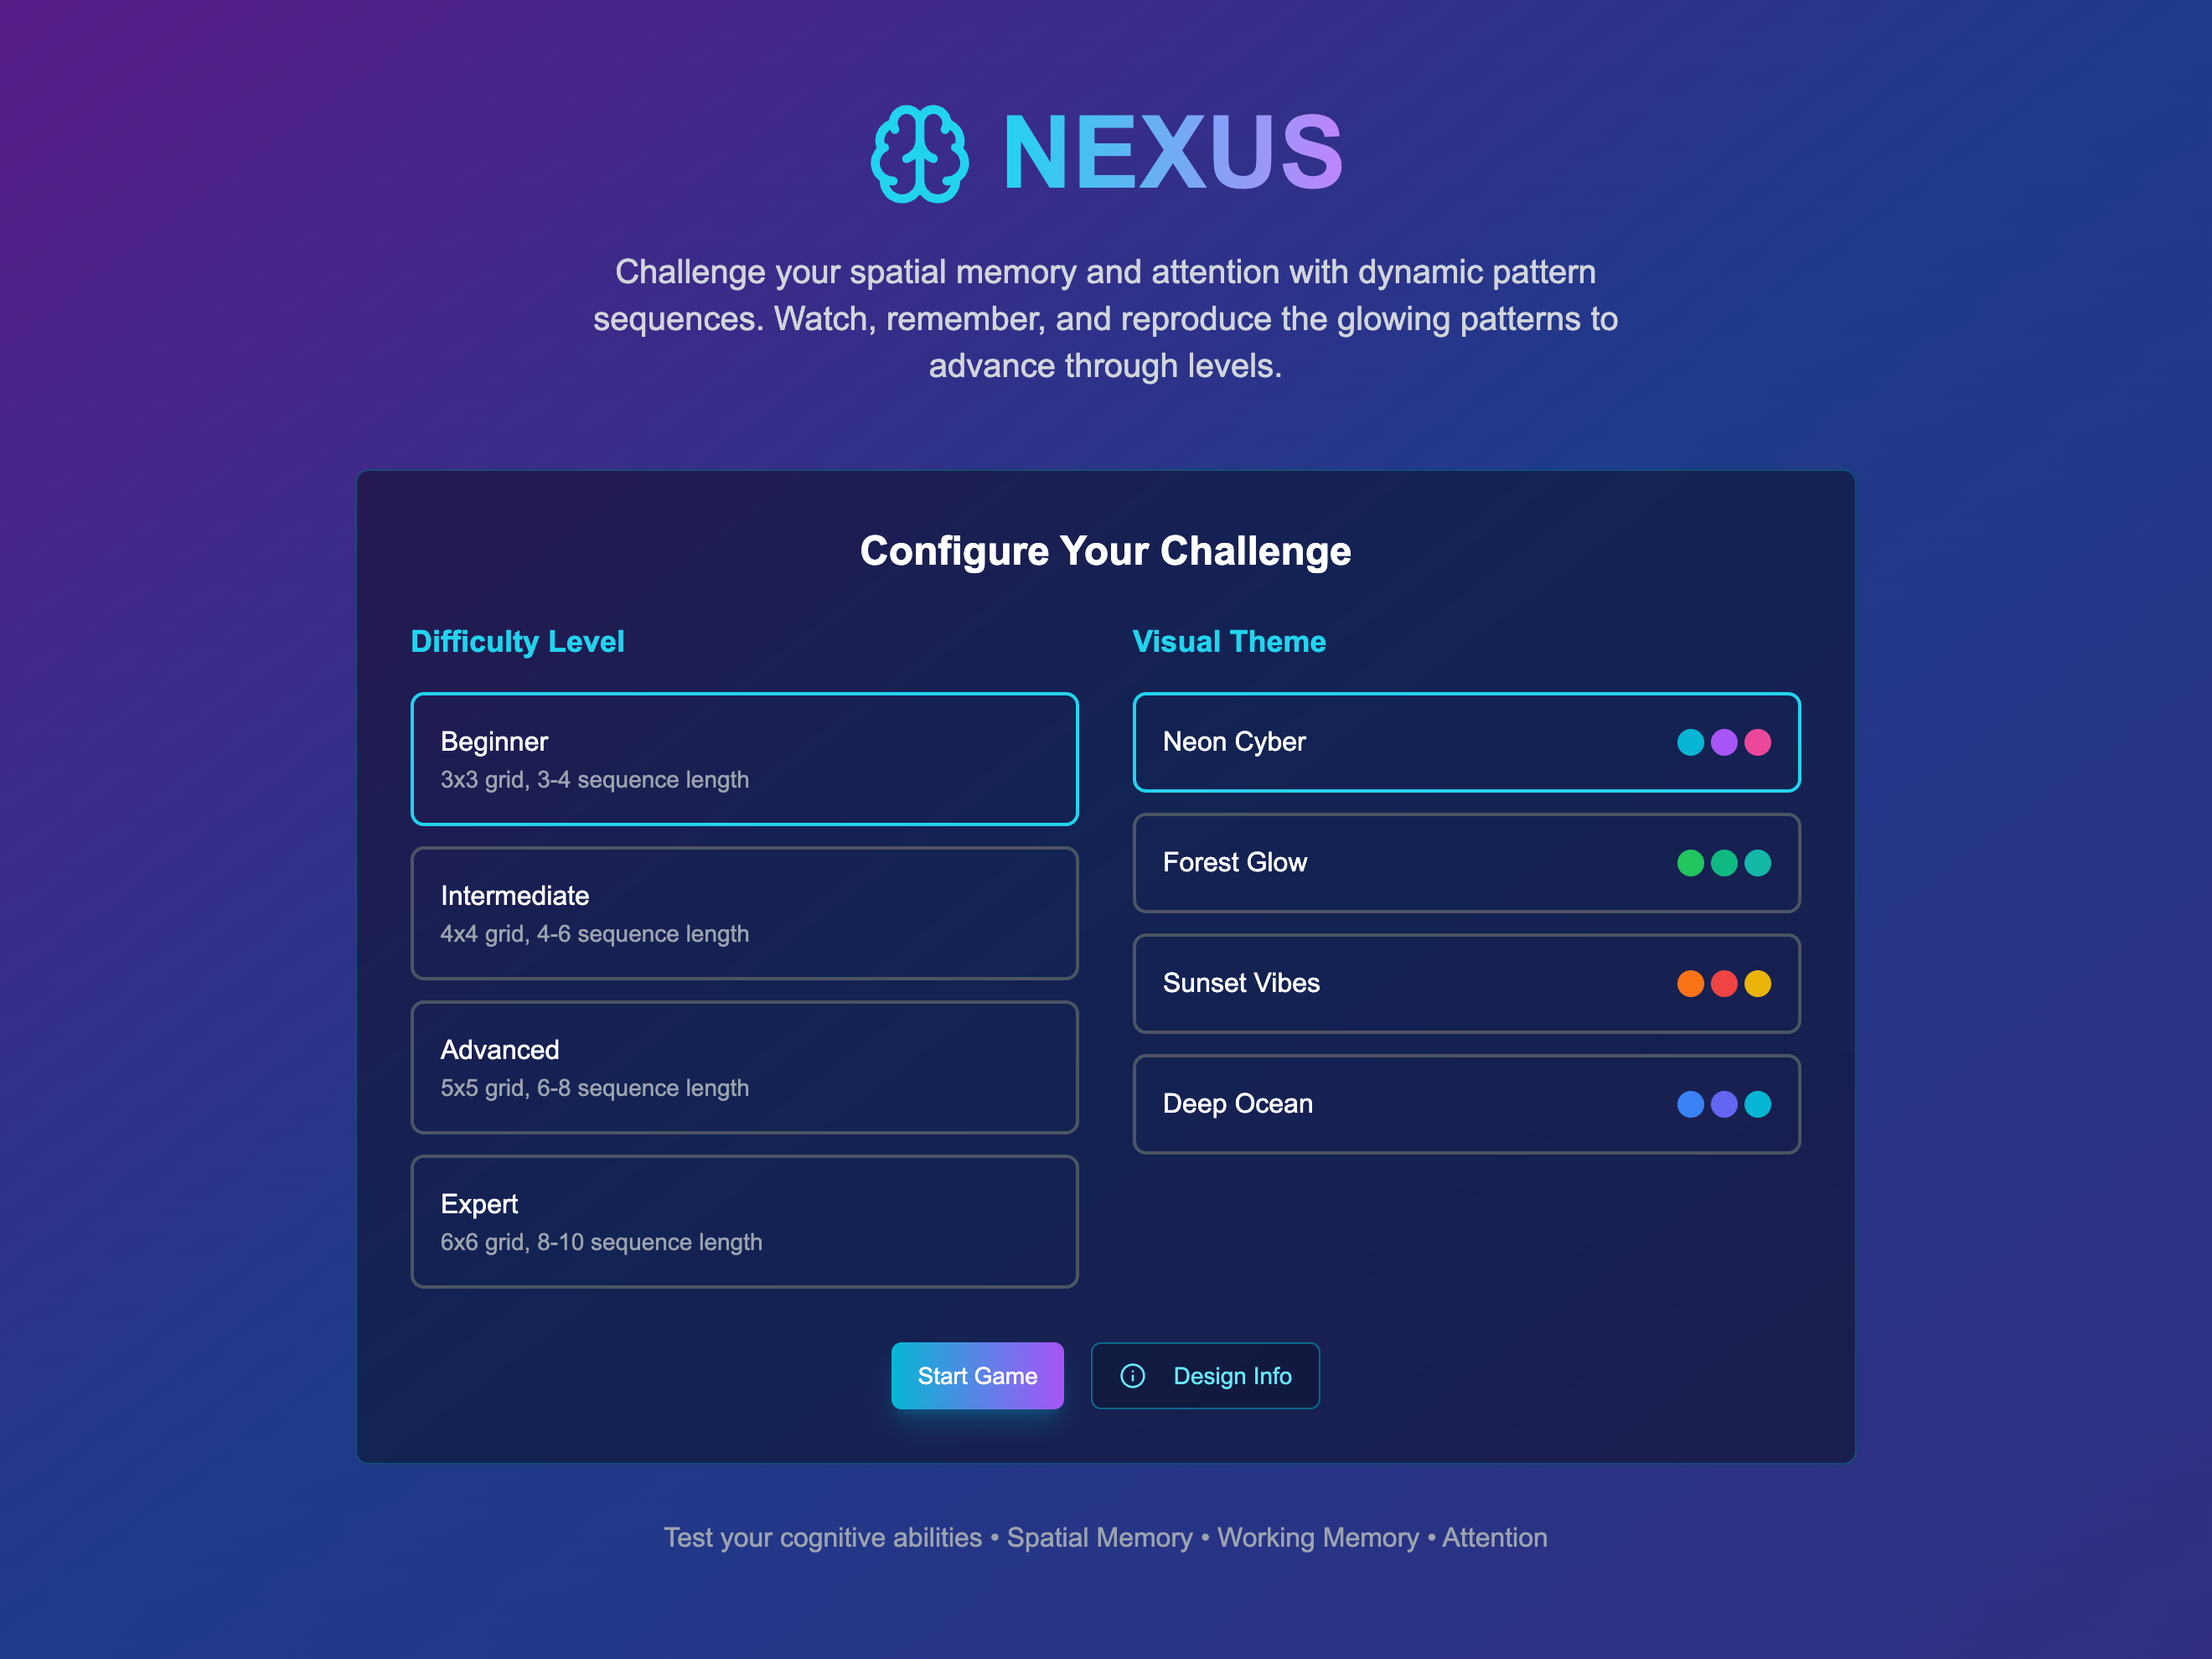 NEXUS
Challenge your spatial memory and attention with dynamic pattern
sequences. Watch, remember, and reproduce the glowing patterns to
advance through levels.
Configure Your Challenge
Difficulty Level
Beginner
3x3 grid, 3-4 sequence length
Intermediate
4x4 grid, 4-6 sequence length
Advanced
5x5 grid, 6-8 sequence length
Expert
6x6 grid, 8-10 sequence length
Visual Theme
Neon Cyber
Forest Glow
Sunset Vibes
Deep Ocean
Start Game
Design Info
Test your cognitive abilities • Spatial Memory • Working Memory • Attention